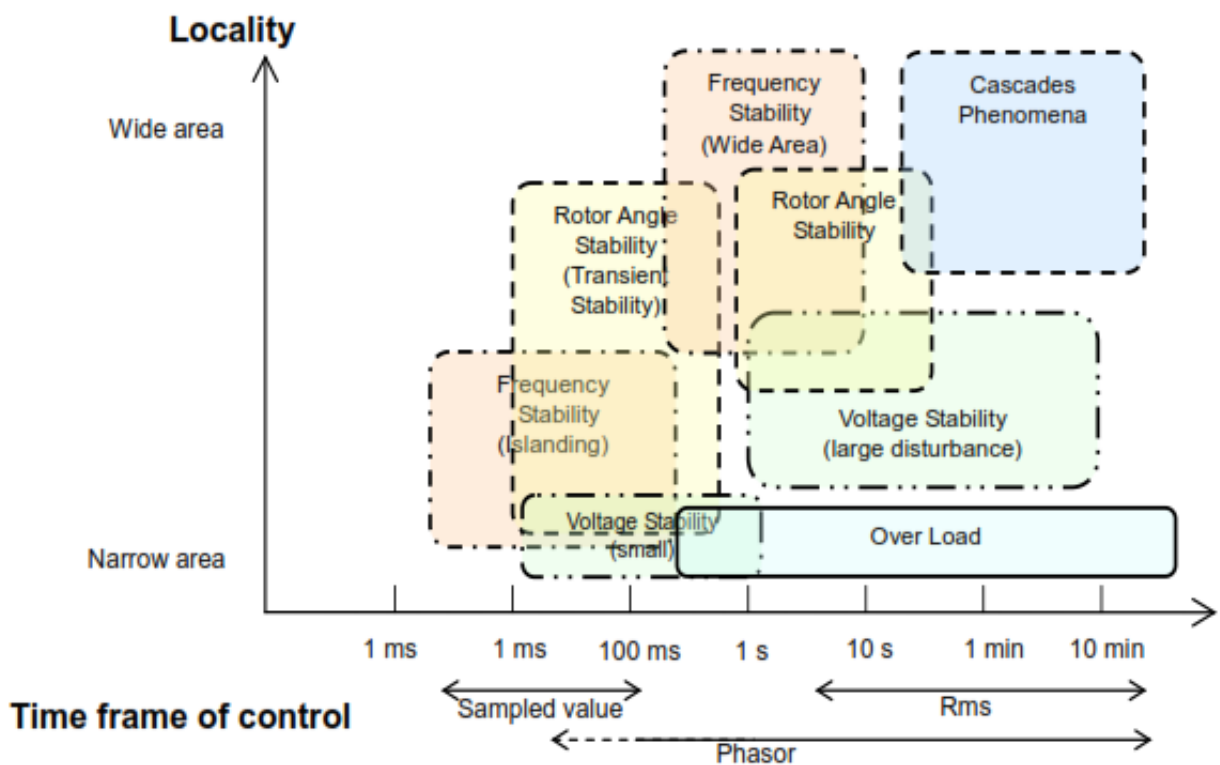 Locality
Wide area
Frequency
Stability
(Wide Area)
Cascades
Phenomena
Rotor Angle
Stability
(Transient
Stability)
Rotor Angle
Stability
Frequency
Stability
(Islanding)
Voltage Stability
(large disturbance)
Voltage Stability
(small)
Over Load
Narrow area
1 ms
1 ms
100 ms
1 s
10 s
1 min
10 min
Time frame of control
Sampled value
Rms
Phasor